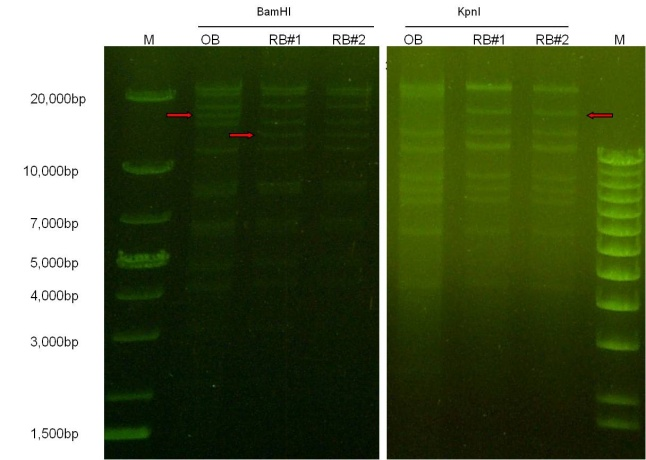 BamHI KpnI
M OB RB#1 RB#2 OB RB#1 RB#2 M
20,000bp
10,000bp
7,000bp
5,000bp
4,000bp
3,000bp
1,500bp